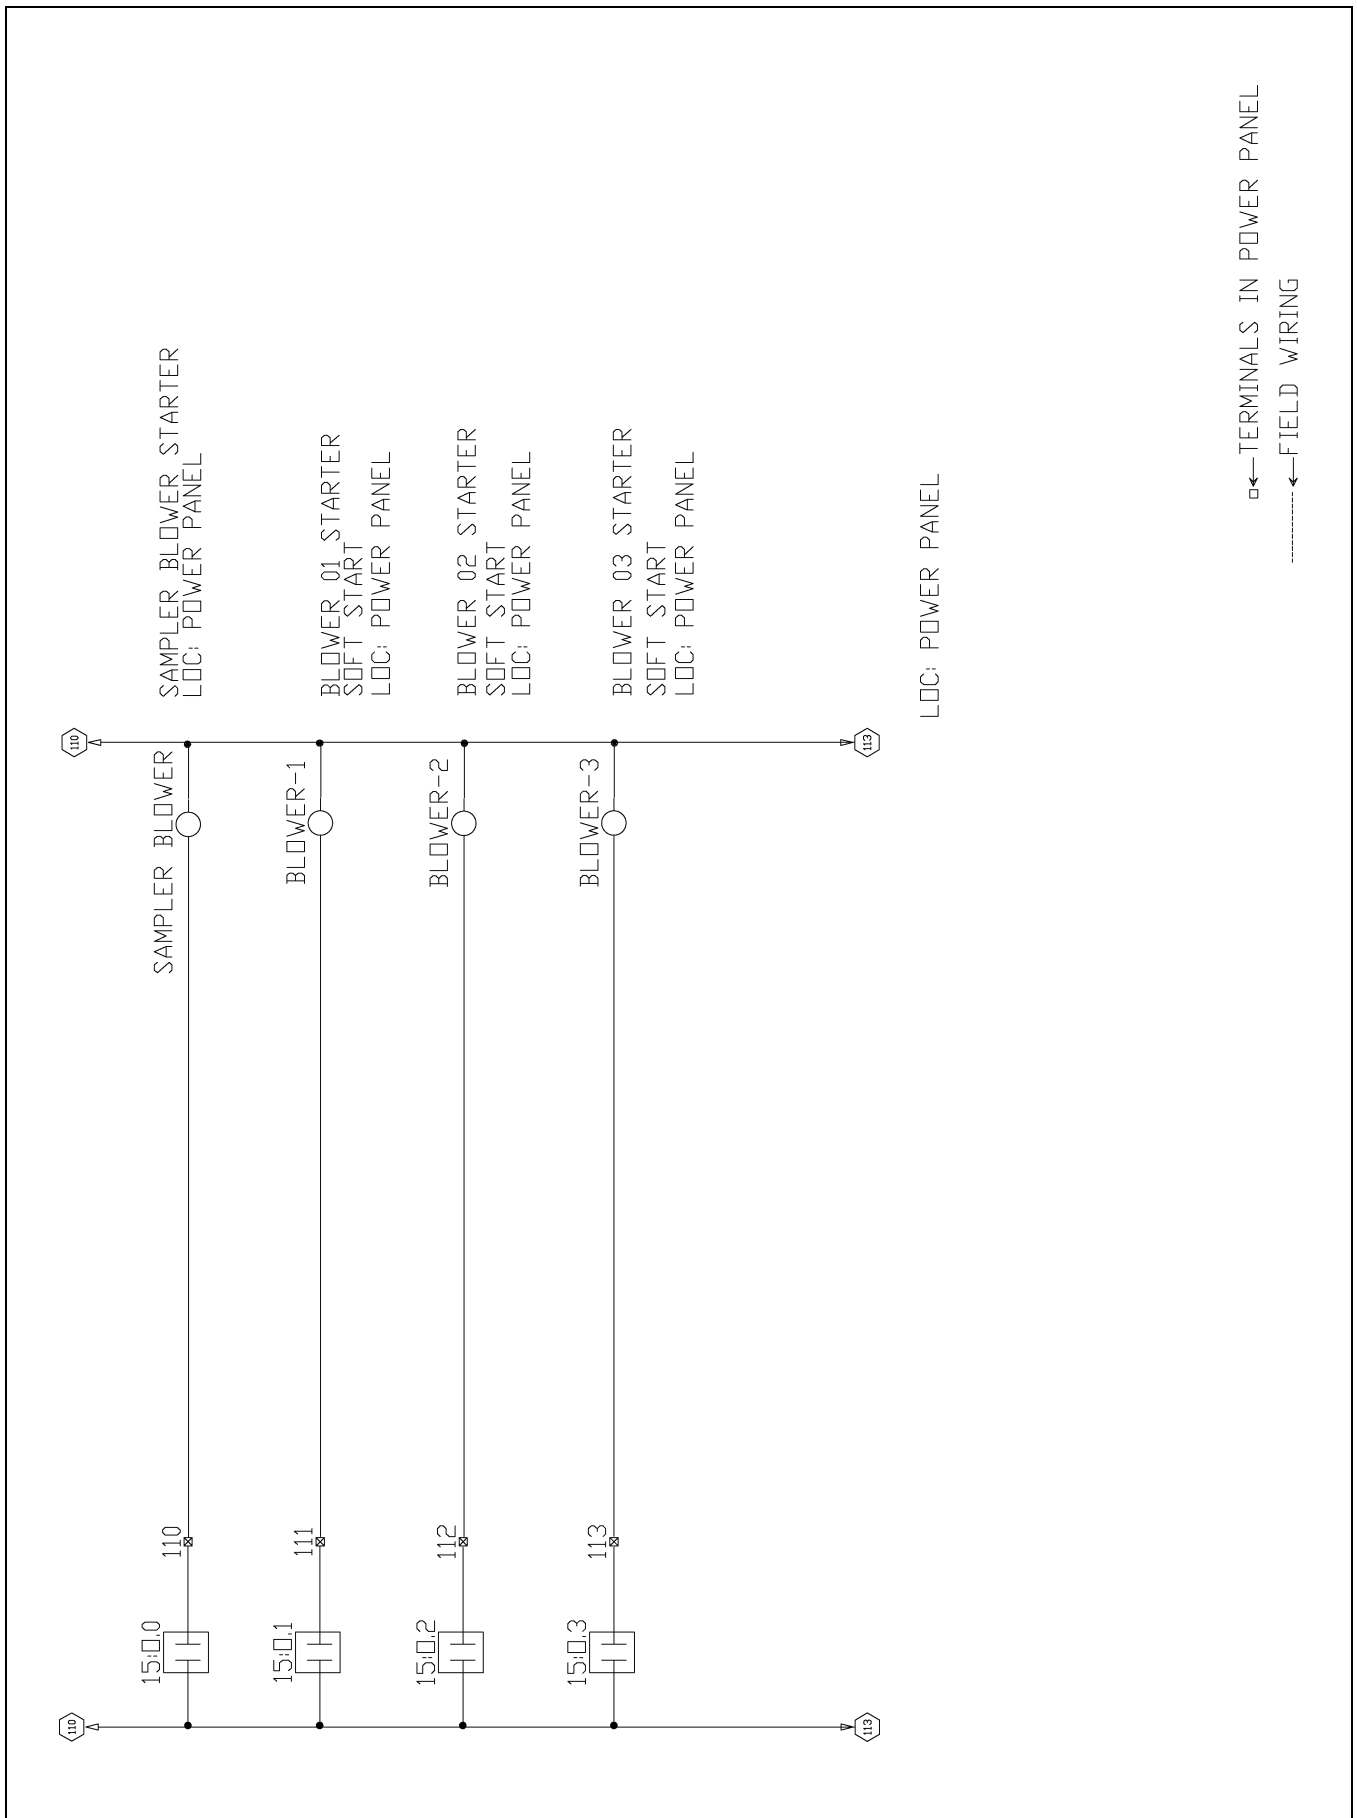 110
110
15:O.0
110
SAMPLER BLOWER
SAMPLER BLOWER STARTER
LOC: POWER PANEL
15:O.1
111
BLOWER-1
BLOWER 01 STARTER
SOFT START
LOC: POWER PANEL
15:O.2
112
BLOWER-2
BLOWER 02 STARTER
SOFT START
LOC: POWER PANEL
15:O.3
113
BLOWER-3
BLOWER 03 STARTER
SOFT START
LOC: POWER PANEL
113
113
LOC: POWER PANEL
TERMINALS IN POWER PANEL
FIELD WIRING